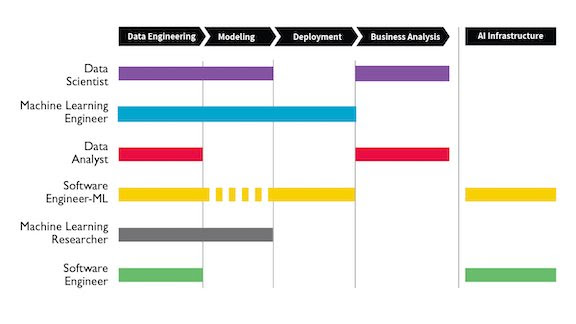 Data Engineering Modeling Deployment Business Analysis AI Infrastructure
Data
Scientist
Machine Learning
Engineer
Data
Analyst
Software
Engineer-ML
Machine Learning
Researcher
Software
Engineer